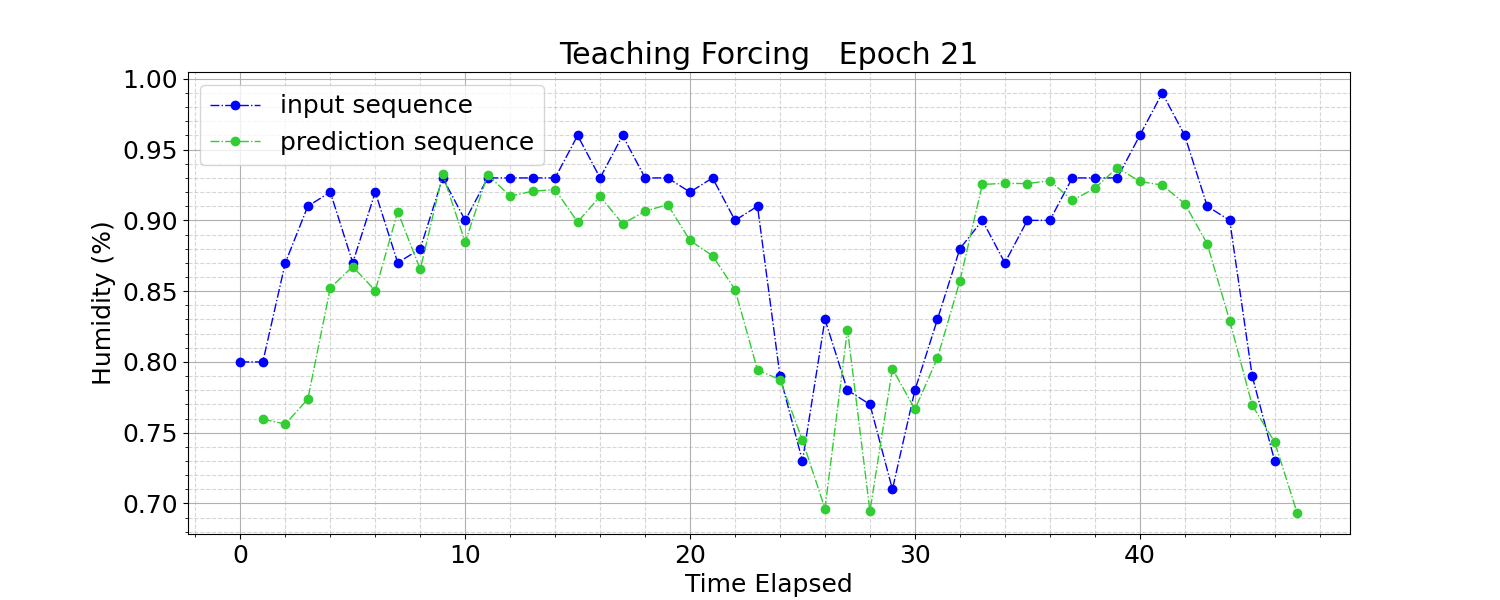 Teaching Forcing   Epoch 21
input sequence
prediction sequence
Humidity (%)
1.00
0.95
0.90
0.85
0.80
0.75
0.70
0 10 20 30 40
Time Elapsed